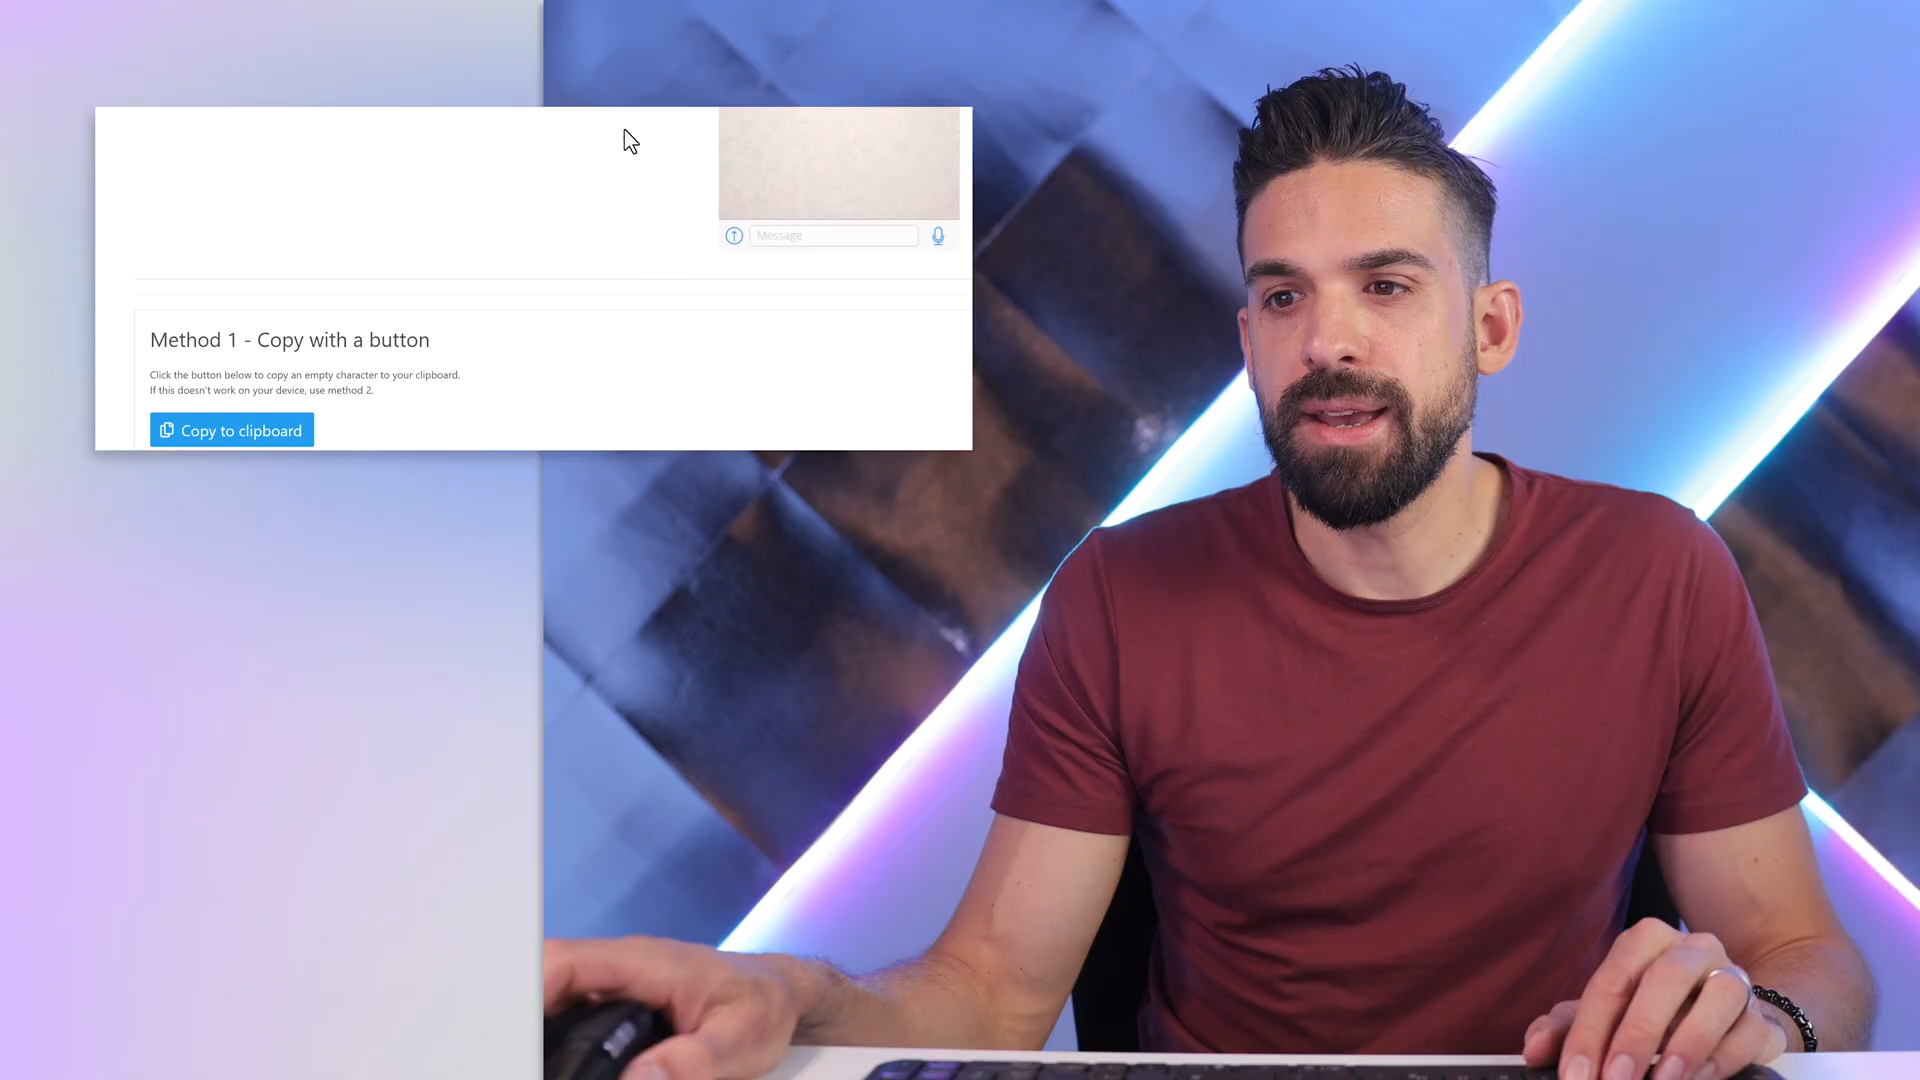 Message
Method 1 - Copy with a button
Click the button below to copy an empty character to your clipboard.
If this doesn't work on your device, use method 2.
Copy to clipboard